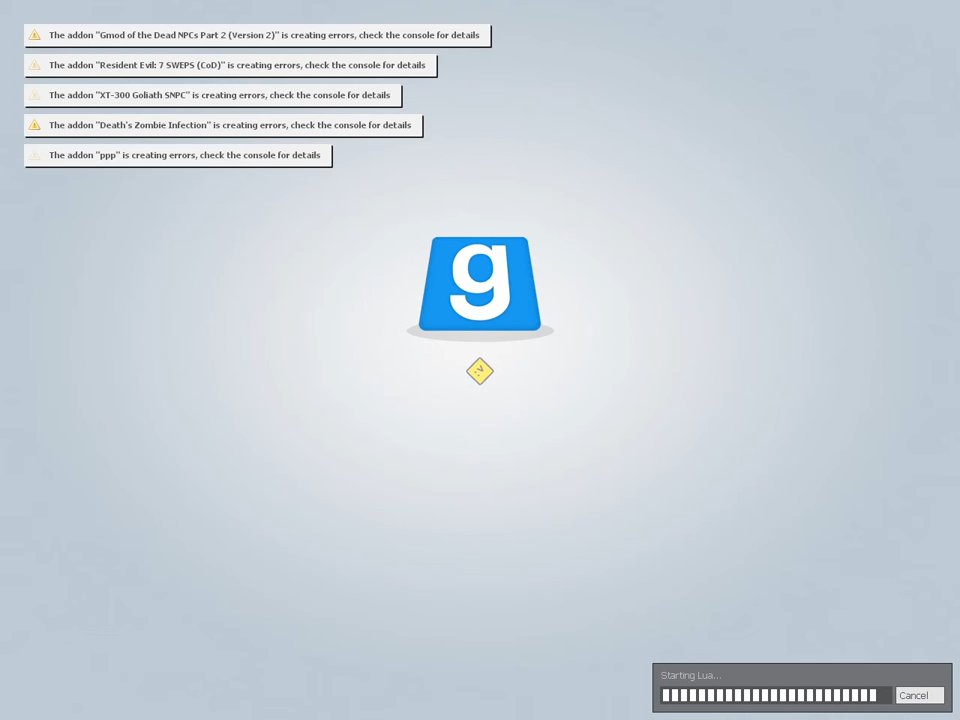 The addon "Gmod of the Dead NPCs Part 2 (Version 2)" is creating errors, check the console for details
The addon "Resident Evil: 7 SWEPS (CoD)" is creating errors, check the console for details
The addon "XT-300 Goliath SNPC" is creating errors, check the console for details
The addon "Death's Zombie Infection" is creating errors, check the console for details
The addon "ppp" is creating errors, check the console for details
g
:v
Starting Lua...
Cancel